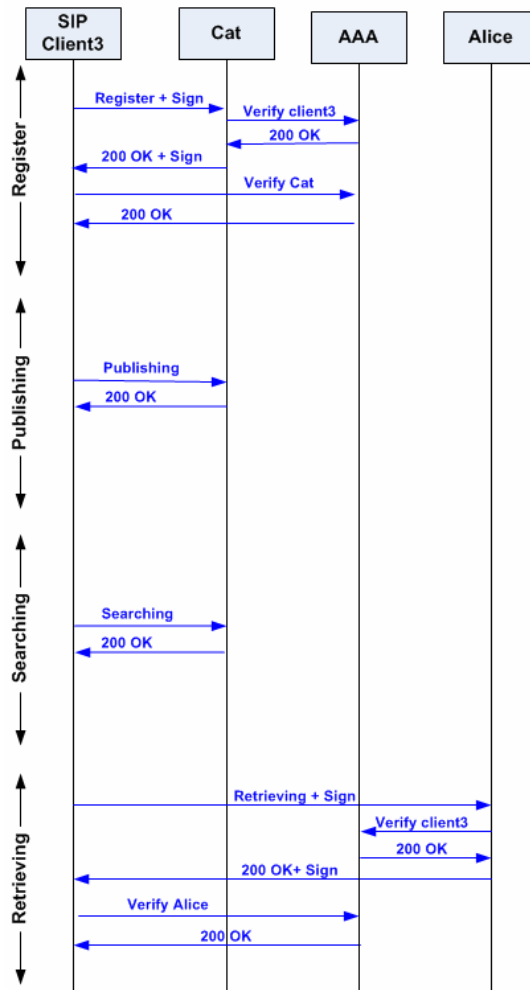 SIP
Client3
Cat
AAA
Alice
Register
Register + Sign
Verify client3
200 OK
200 OK + Sign
Verify Cat
200 OK
Publishing
Publishing
200 OK
Searching
Searching
200 OK
Retrieving
Retrieving + Sign
Verify client3
200 OK
200 OK+ Sign
Verify Alice
200 OK